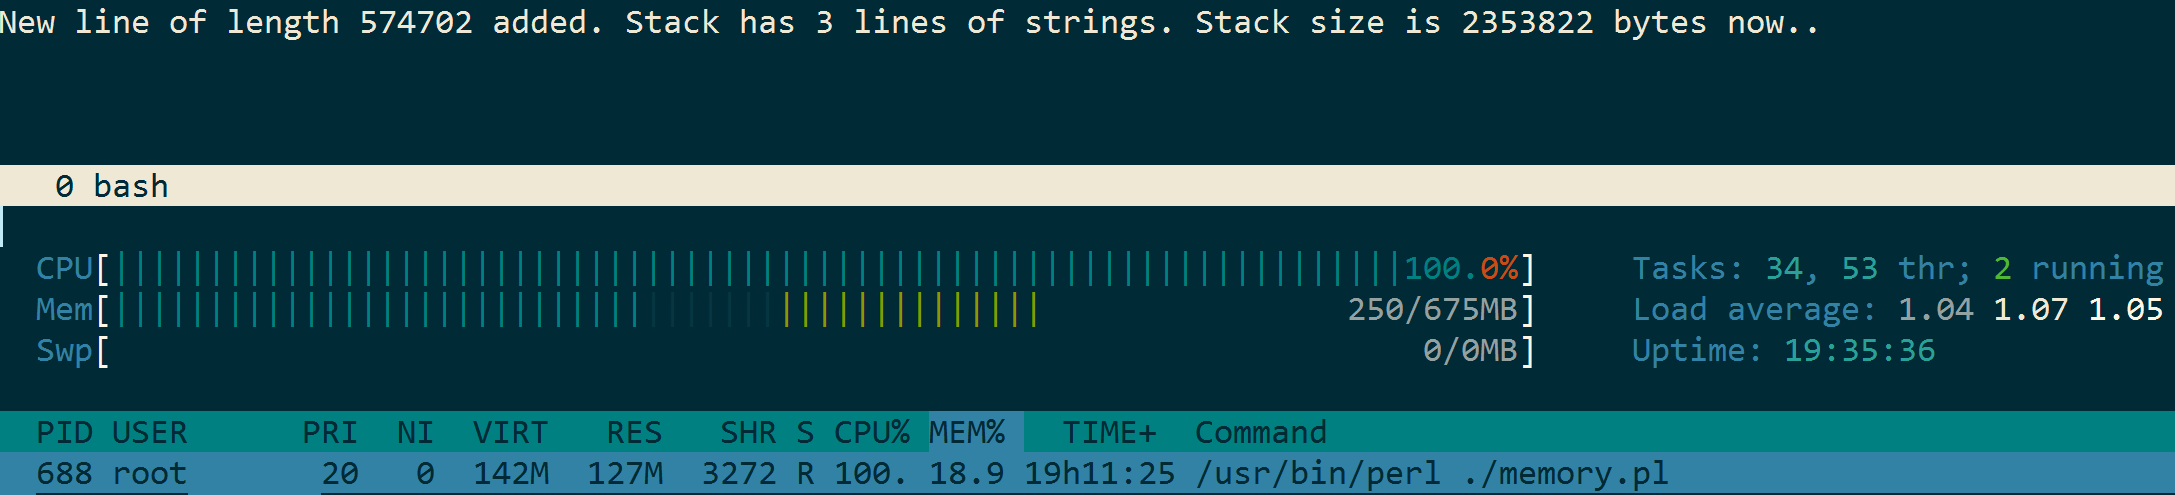 New line of length 574702 added. Stack has 3 lines of strings. Stack size is 2353822 bytes now..
0 bash
CPU[||||||||||||||||||||||||||||||||||||||||||||||||||||||||||||||||||||100.0%] Tasks: 34, 53 thr; 2 running
Mem[|||||||||||||||||||||||||||||||||||||||||||||||||| 250/675MB] Load average: 1.04 1.07 1.05
Swp[ 0/0MB] Uptime: 19:35:36
PID USER PRI NI VIRT RES SHR S CPU% MEM% TIME+ Command
688 root 20 0 142M 127M 3272 R 100. 18.9 19h11:25 /usr/bin/perl ./memory.pl